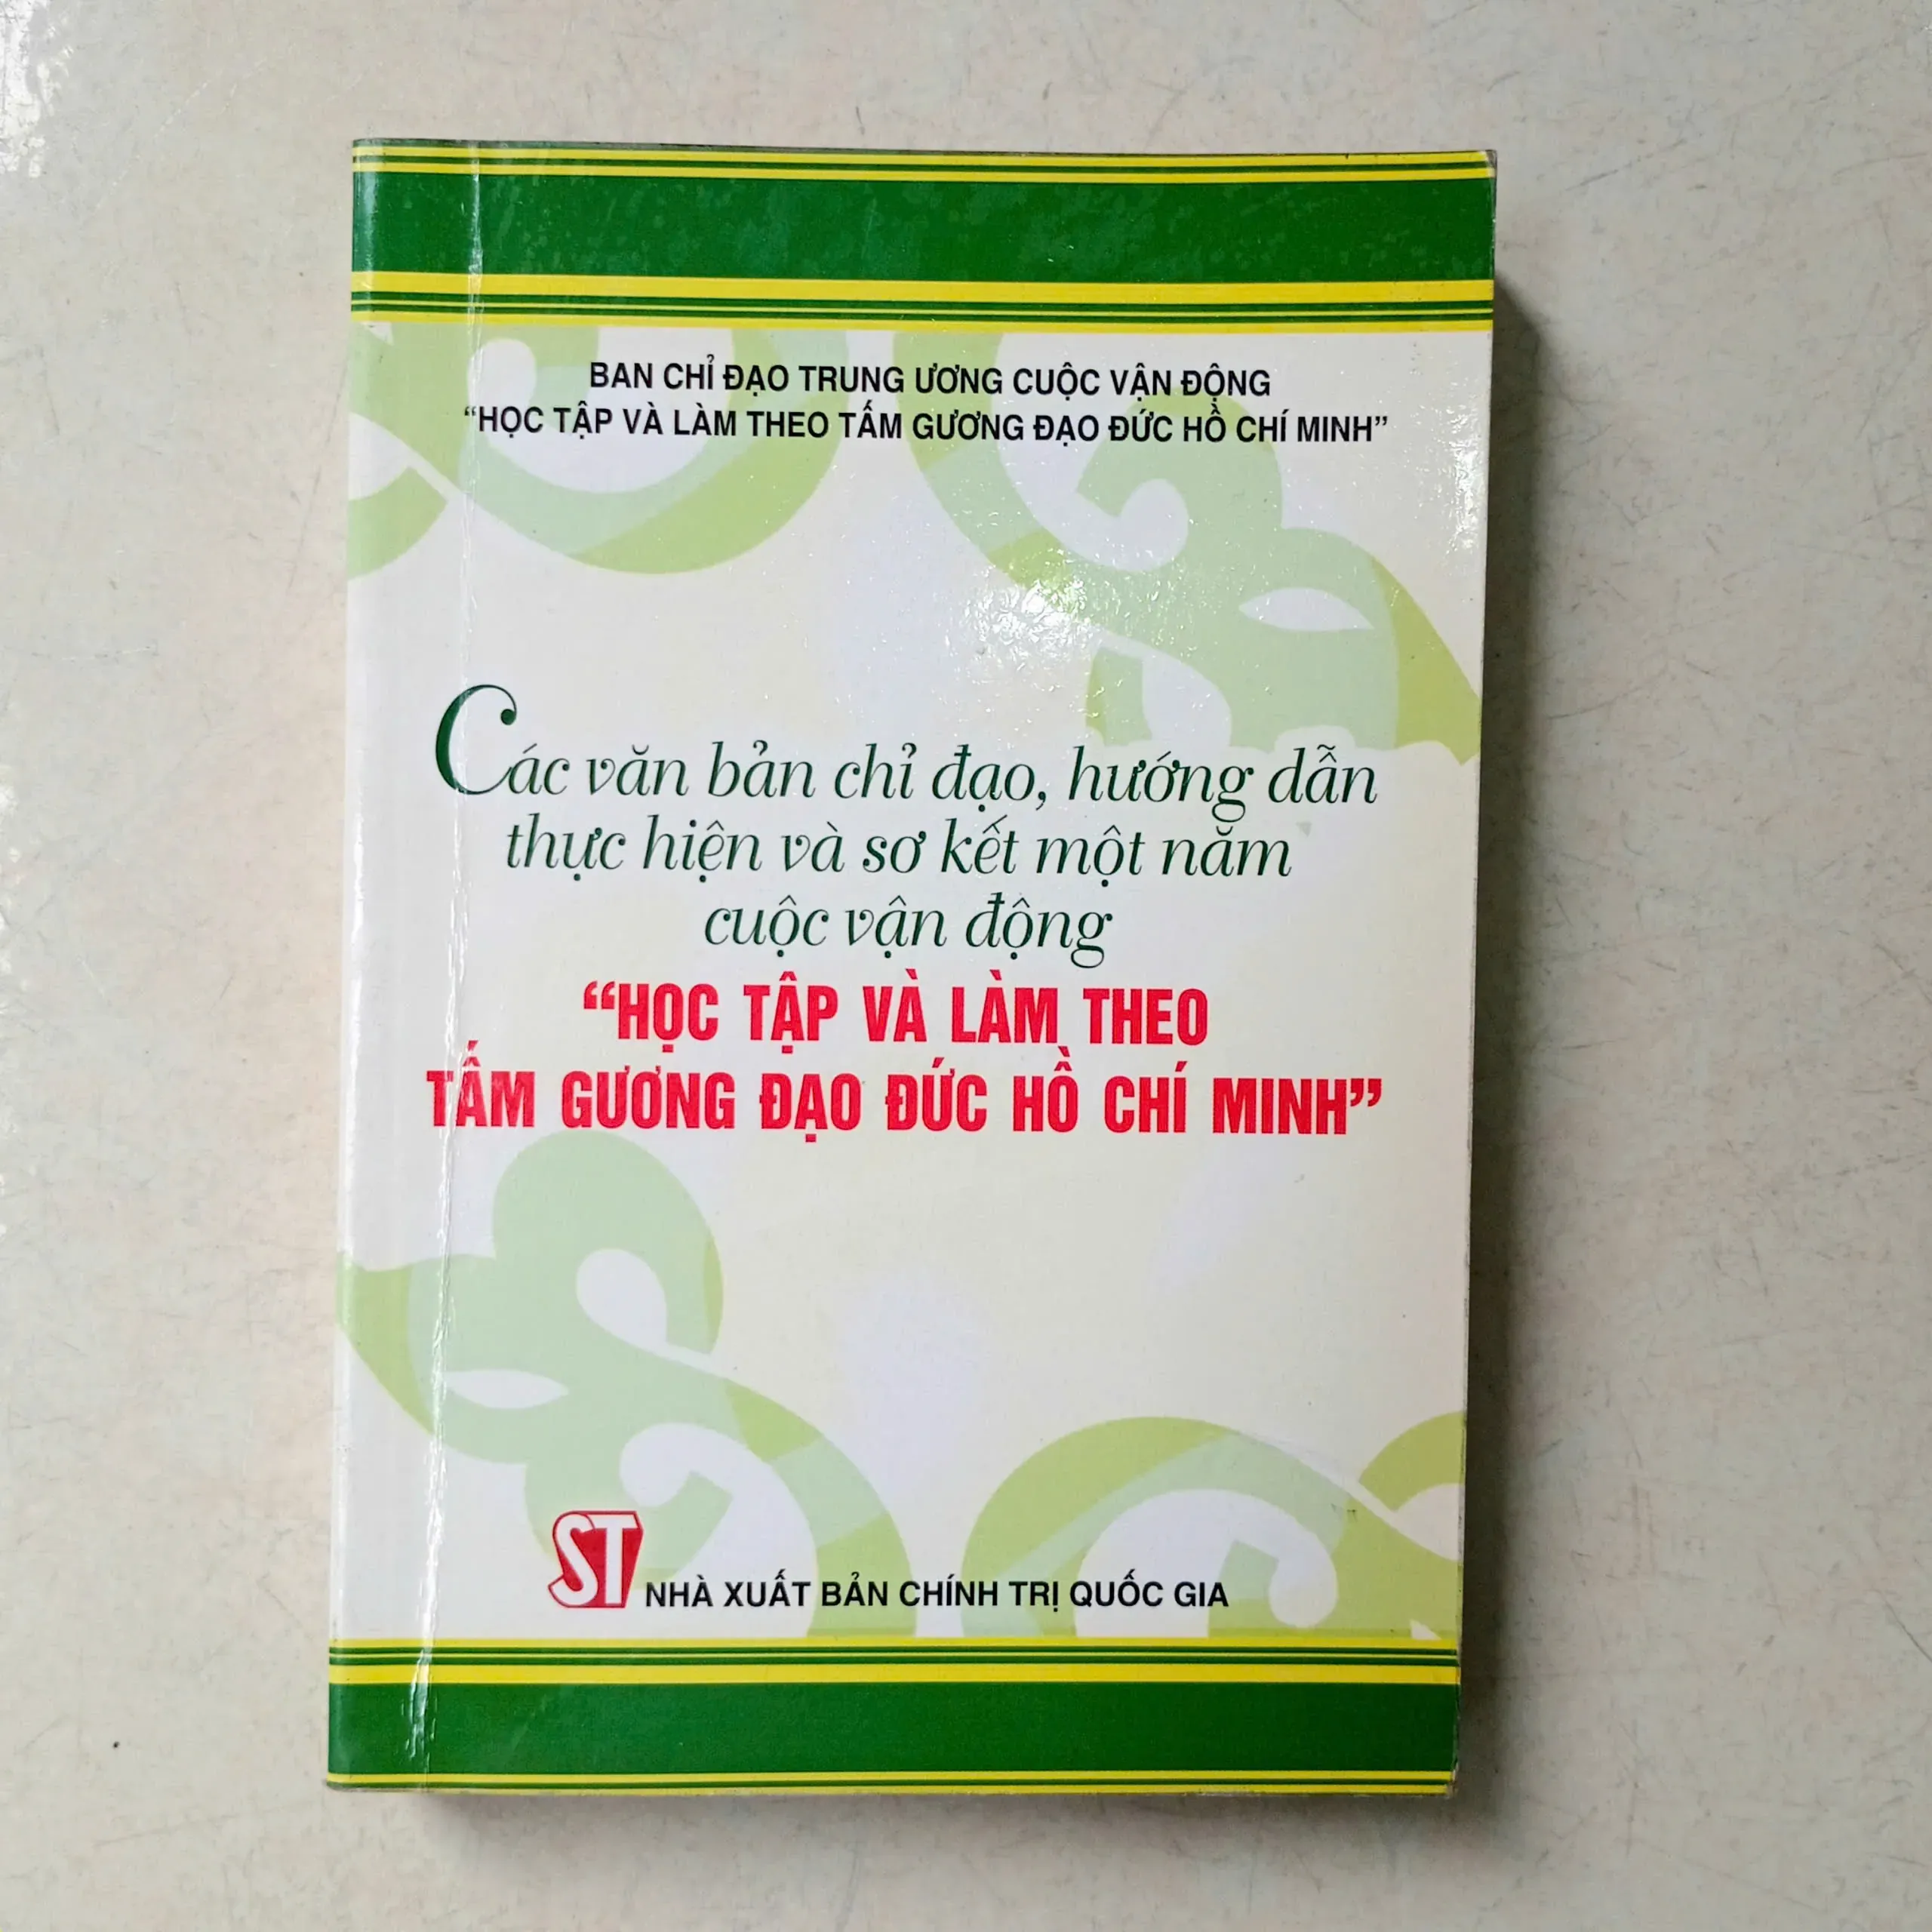 BAN CHỈ ĐẠO TRUNG ƯƠNG CUỘC VẬN ĐỘNG
“HỌC TẬP VÀ LÀM THEO TẤM GƯƠNG ĐẠO ĐỨC HỒ CHÍ MINH”
Các văn bản chỉ đạo, hướng dẫn
thực hiện và sơ kết một năm
cuộc vận động
“HỌC TẬP VÀ LÀM THEO
TẤM GƯƠNG ĐẠO ĐỨC HỒ CHÍ MINH”
ST NHÀ XUẤT BẢN CHÍNH TRỊ QUỐC GIA